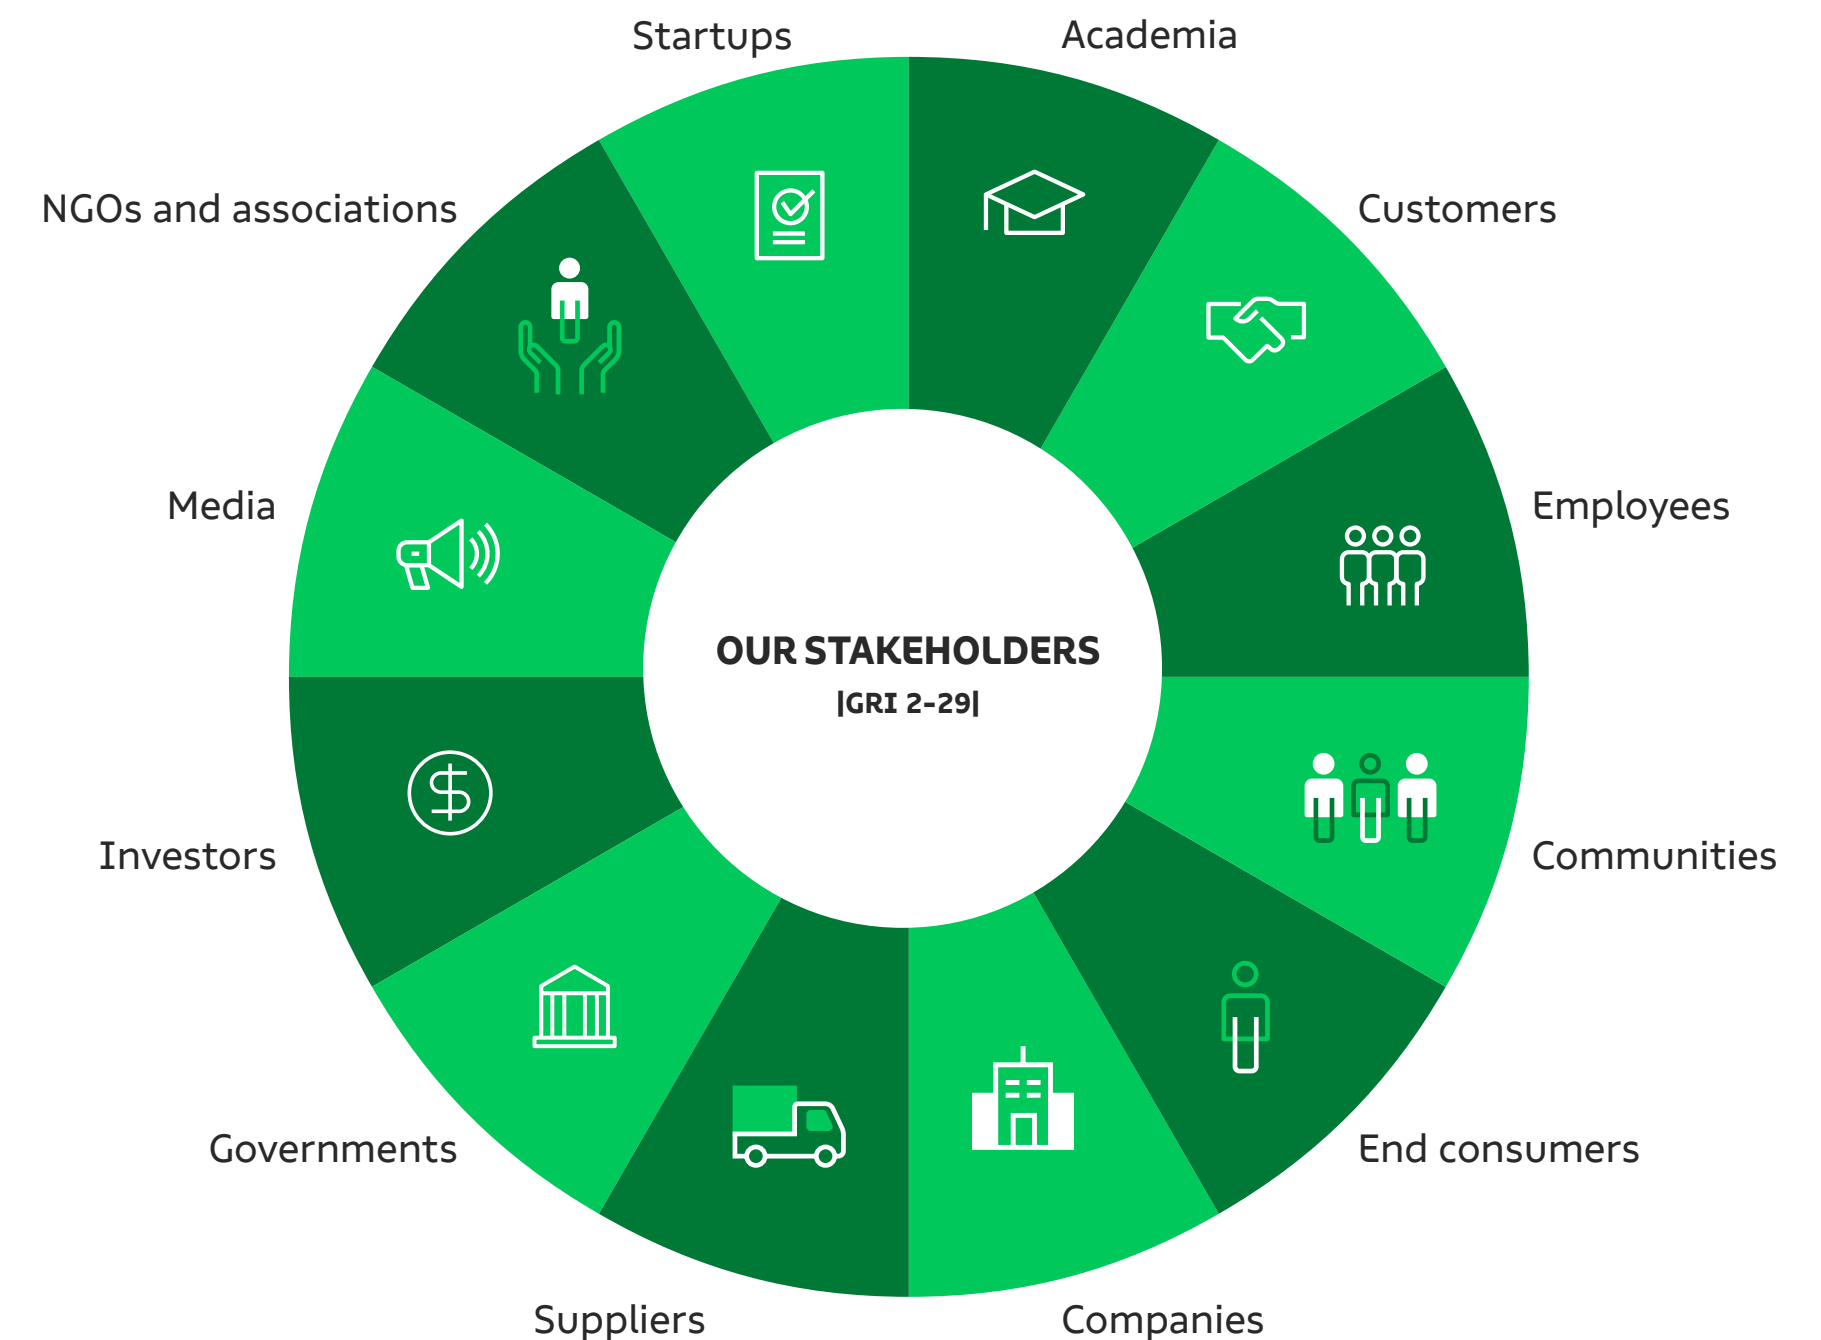 Startups
Academia
NGOs and associations
Customers
Media
Employees
OUR STAKEHOLDERS
|GRI 2-29|
Investors
Communities
Governments
End consumers
Suppliers
Companies